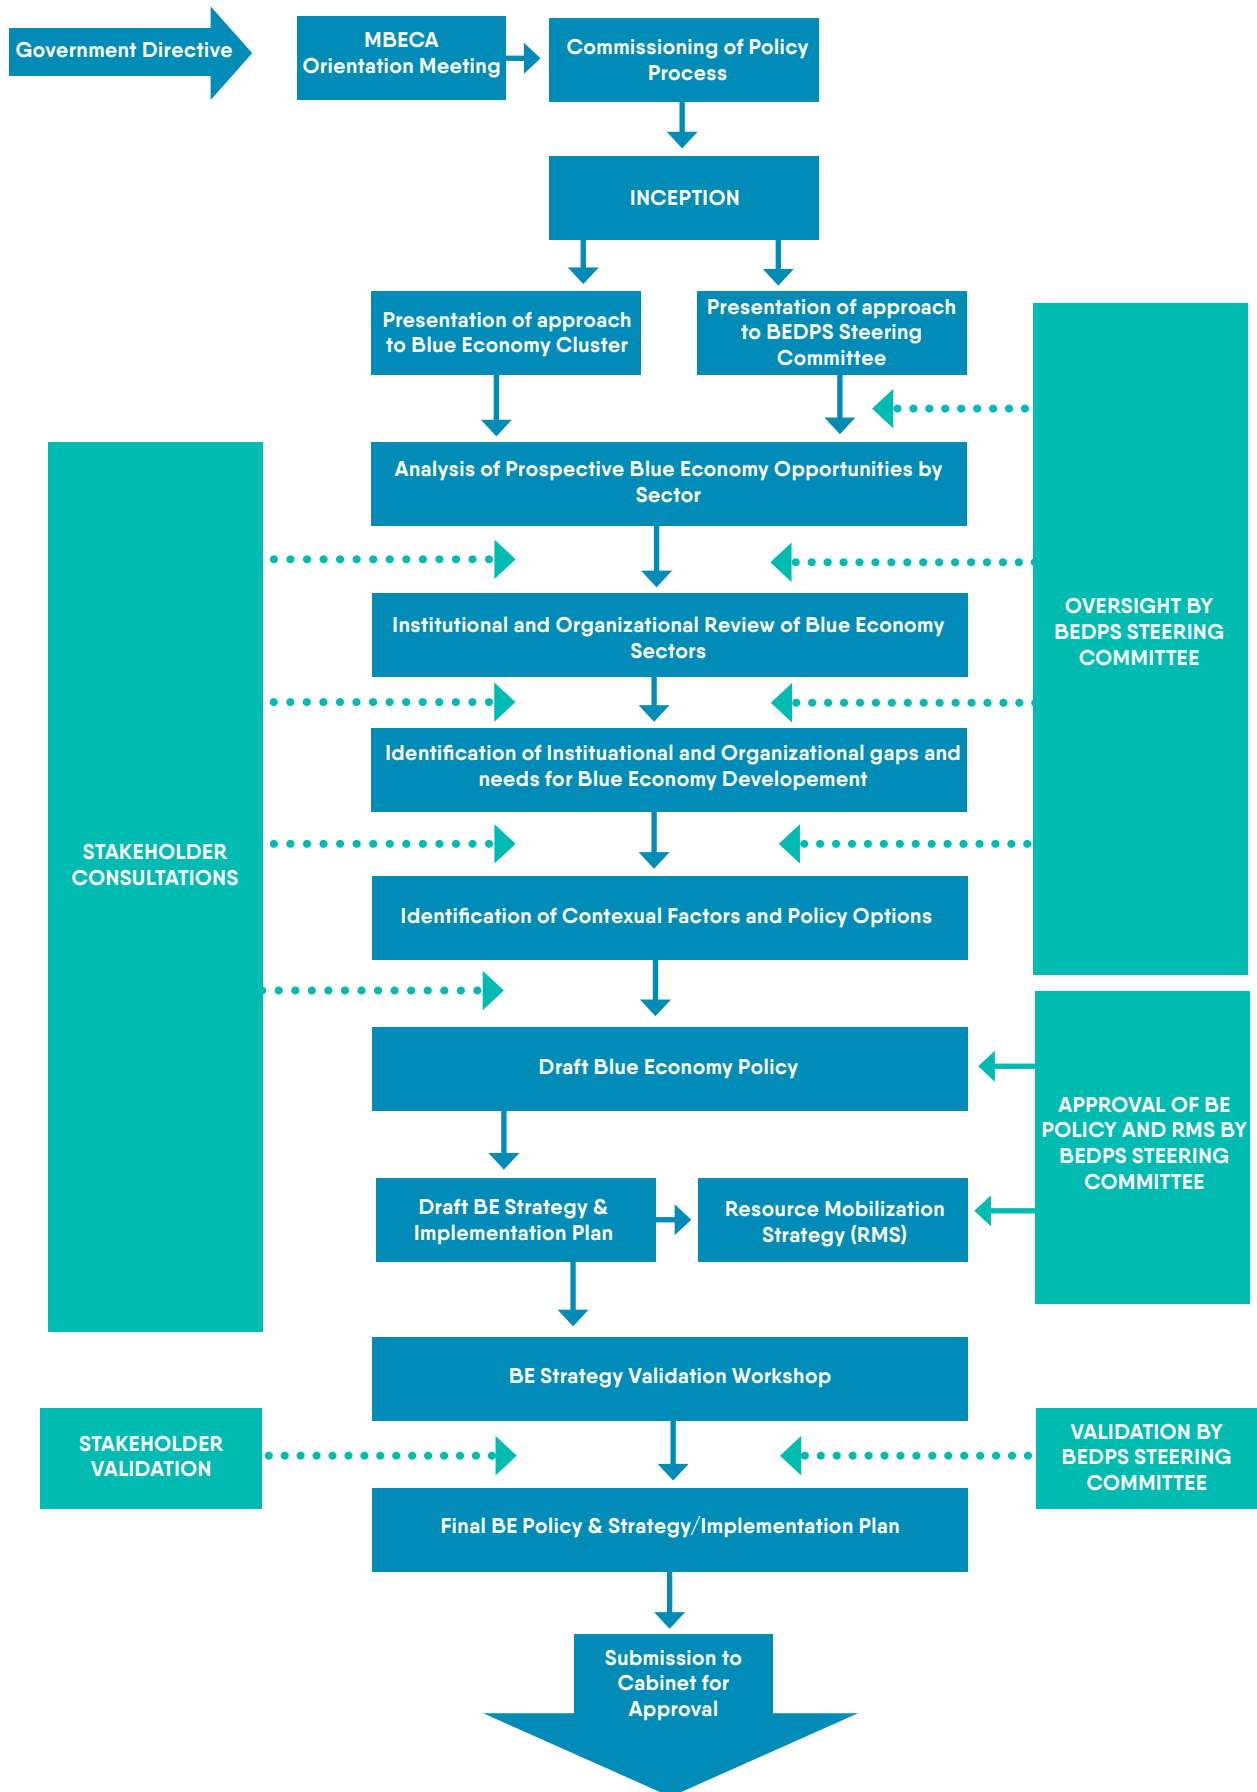 Government Directive
MBECA
Orientation Meeting
Commissioning of Policy
Process
INCEPTION
Presentation of approach
to Blue Economy Cluster
Presentation of approach
to BEDPS Steering
Committee
Analysis of Prospective Blue Economy Opportunities by
Sector
Institutional and Organizational Review of Blue Economy
Sectors
OVERSIGHT BY
BEDPS STEERING
COMMITTEE
Identification of Instituational and Organizational gaps and
needs for Blue Economy Developement
STAKEHOLDER
CONSULTATIONS
Identification of Contexual Factors and Policy Options
Draft Blue Economy Policy
APPROVAL OF BE
POLICY AND RMS BY
BEDPS STEERING
COMMITTEE
Draft BE Strategy &
Implementation Plan
Resource Mobilization
Strategy (RMS)
BE Strategy Validation Workshop
STAKEHOLDER
VALIDATION
VALIDATION BY
BEDPS STEERING
COMMITTEE
Final BE Policy & Strategy/Implementation Plan
Submission to
Cabinet for
Approval